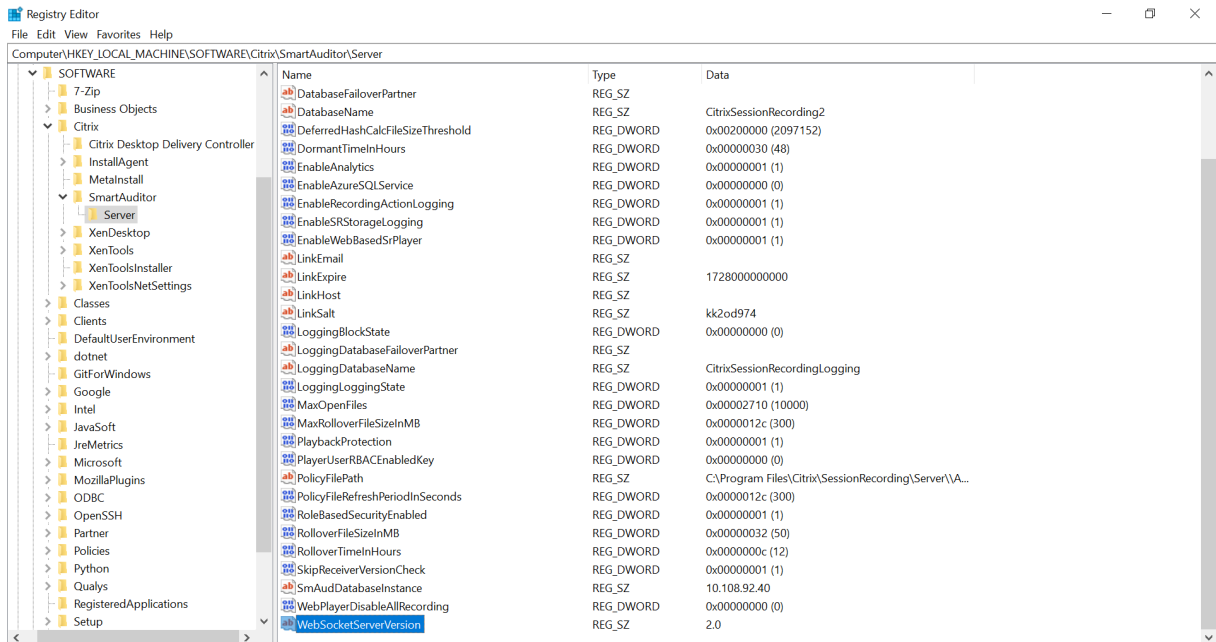 Registry Editor
File Edit View Favorites Help
Computer\HKEY_LOCAL_MACHINE\SOFTWARE\Citrix\SmartAuditor\Server
SOFTWARE
7-Zip
Business Objects
Citrix
Citrix Desktop Delivery Controller
InstallAgent
MetaInstall
SmartAuditor
Server
XenDesktop
XenTools
XenToolsInstaller
XenToolsNetSettings
Classes
Clients
DefaultUserEnvironment
dotnet
GitForWindows
Google
Intel
JavaSoft
JreMetrics
Microsoft
MozillaPlugins
ODBC
OpenSSH
Partner
Policies
Python
Qualys
RegisteredApplications
Setup
Name Type Data
DatabaseFailoverPartner REG_SZ
DatabaseName REG_SZ CitrixSessionRecording2
DeferredHashCalcFileSizeThreshold REG_DWORD 0x00200000 (2097152)
DormantTimeInHours REG_DWORD 0x00000030 (48)
EnableAnalytics REG_DWORD 0x00000001 (1)
EnableAzureSQLService REG_DWORD 0x00000000 (0)
EnableRecordingActionLogging REG_DWORD 0x00000001 (1)
EnableSRStorageLogging REG_DWORD 0x00000001 (1)
EnableWebBasedSrPlayer REG_DWORD 0x00000001 (1)
LinkEmail REG_SZ
LinkExpire REG_SZ 1728000000000
LinkHost REG_SZ
LinkSalt REG_SZ kk2od974
LoggingBlockState REG_DWORD 0x00000000 (0)
LoggingDatabaseFailoverPartner REG_SZ
LoggingDatabaseName REG_SZ CitrixSessionRecordingLogging
LoggingLoggingState REG_DWORD 0x00000001 (1)
MaxOpenFiles REG_DWORD 0x00002710 (10000)
MaxRolloverFileSizeInMB REG_DWORD 0x0000012c (300)
PlaybackProtection REG_DWORD 0x00000001 (1)
PlayerUserRBACEnabledKey REG_DWORD 0x00000000 (0)
PolicyFilePath REG_SZ C:\Program Files\Citrix\SessionRecording\Server\\A...
PolicyFileRefreshPeriodInSeconds REG_DWORD 0x0000012c (300)
RoleBasedSecurityEnabled REG_DWORD 0x00000001 (1)
RolloverFileSizeInMB REG_DWORD 0x00000032 (50)
RolloverTimeInHours REG_DWORD 0x0000000c (12)
SkipReceiverVersionCheck REG_DWORD 0x00000001 (1)
SmAudDatabaseInstance REG_SZ 10.108.92.40
WebPlayerDisableAllRecording REG_DWORD 0x00000000 (0)
WebSocketServerVersion REG_SZ 2.0